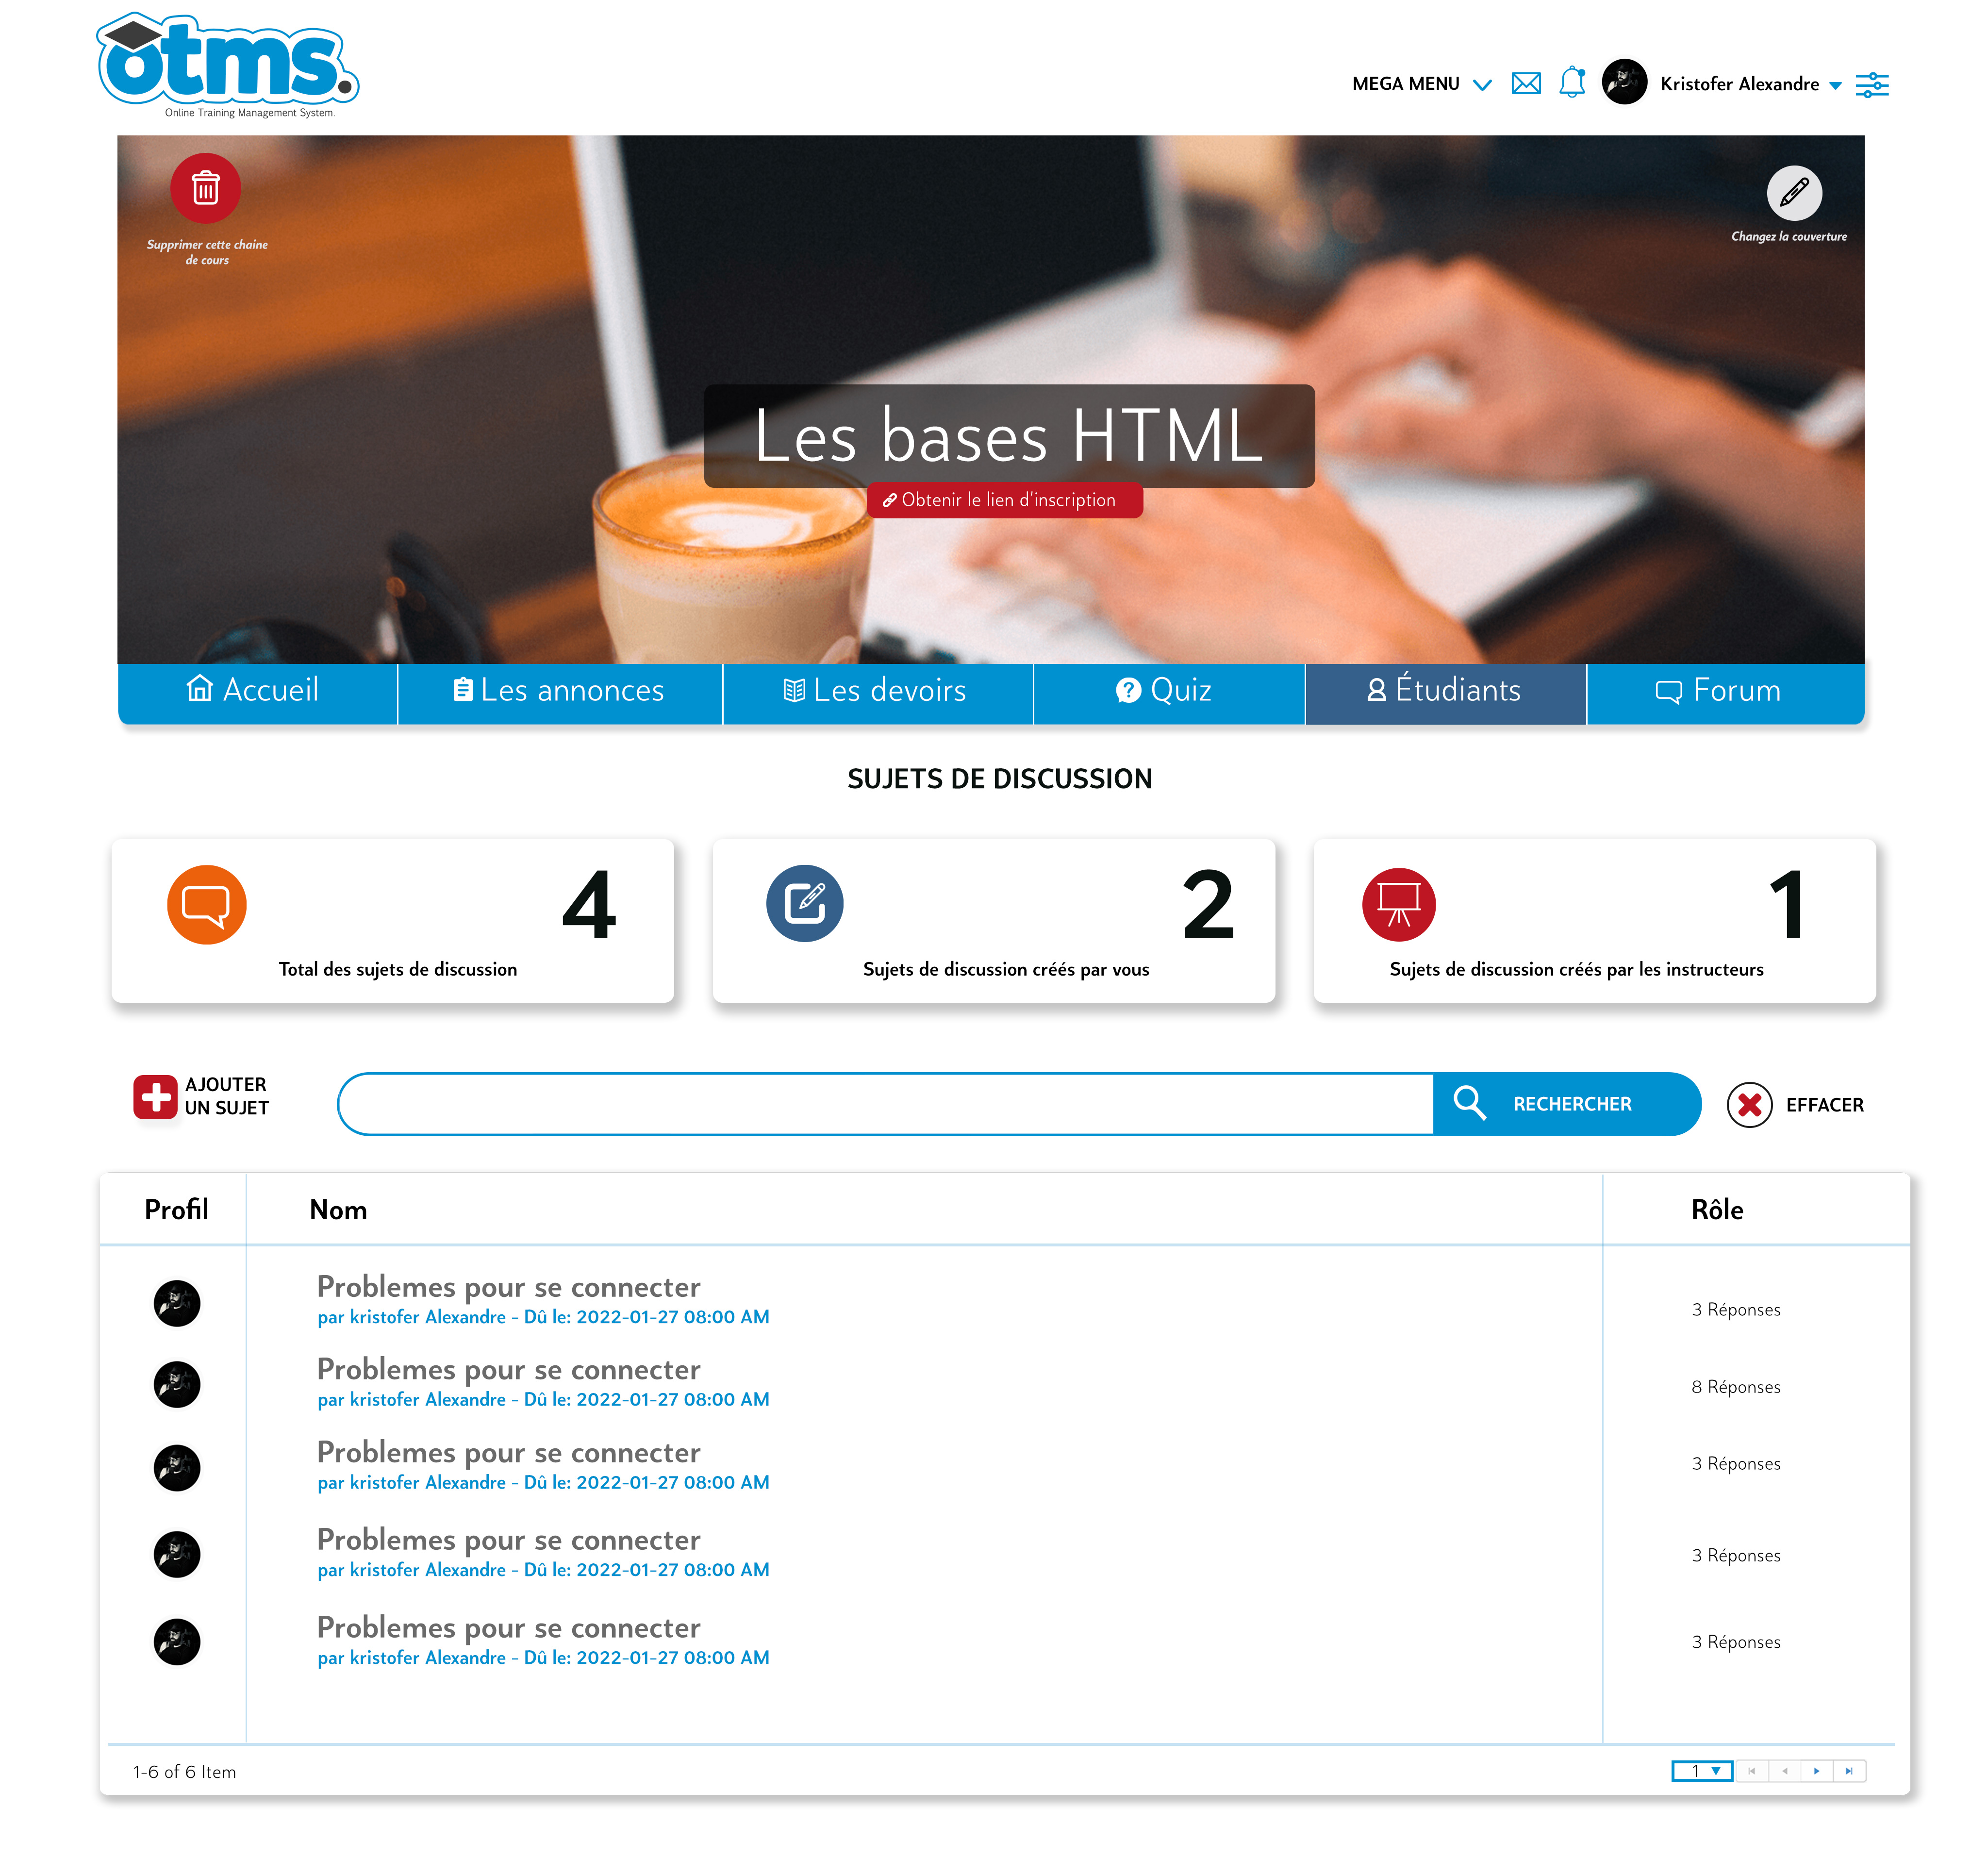 otms.
Online Training Management System.
MEGA MENU
Kristofer Alexandre
Supprimer cette chaine
de cours
Changez la couverture
Les bases HTML
Obtenir le lien d'inscription
Accueil
Les annonces
Les devoirs
Quiz
Étudiants
Forum
SUJETS DE DISCUSSION
4
Total des sujets de discussion
2
Sujets de discussion créés par vous
1
Sujets de discussion créés par les instructeurs
AJOUTER
UN SUJET
RECHERCHER
EFFACER
Profil
Nom
Rôle
Problemes pour se connecter
par kristofer Alexandre - Dû le: 2022-01-27 08:00 AM
3 Réponses
Problemes pour se connecter
par kristofer Alexandre - Dû le: 2022-01-27 08:00 AM
8 Réponses
Problemes pour se connecter
par kristofer Alexandre - Dû le: 2022-01-27 08:00 AM
3 Réponses
Problemes pour se connecter
par kristofer Alexandre - Dû le: 2022-01-27 08:00 AM
3 Réponses
Problemes pour se connecter
par kristofer Alexandre - Dû le: 2022-01-27 08:00 AM
3 Réponses
1-6 of 6 Item
1